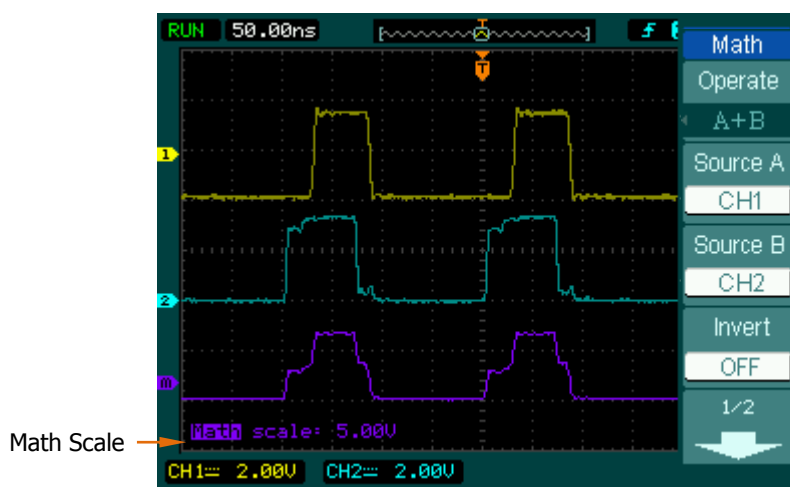 RUN 50.00ns
T
T
Math
Operate
A+B
Source A
CH1
Source B
CH2
Invert
OFF
1/2
1
2
m
Math scale: 5.00V
Math Scale
CH1 2.00V CH2 2.00V